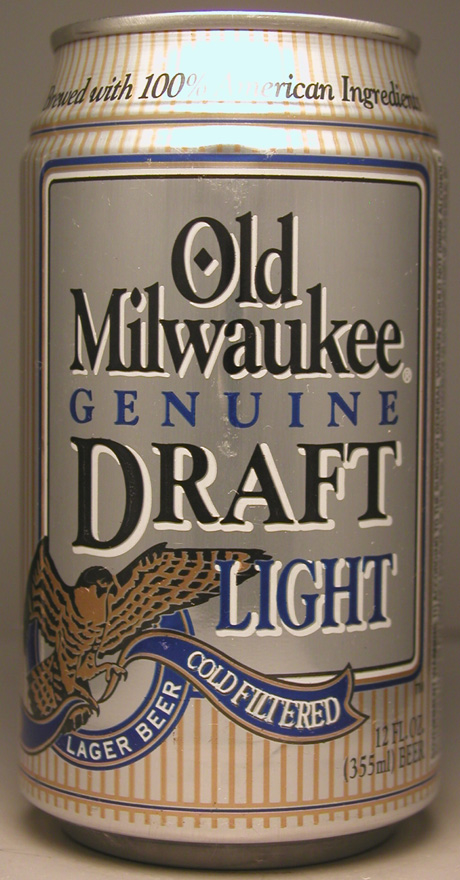 Brewed with 100% American Ingredients
Old
Milwaukee®
GENUINE
DRAFT
LIGHT
COLD FILTERED
LAGER BEER
12 FL.OZ.
(355ml) BEER